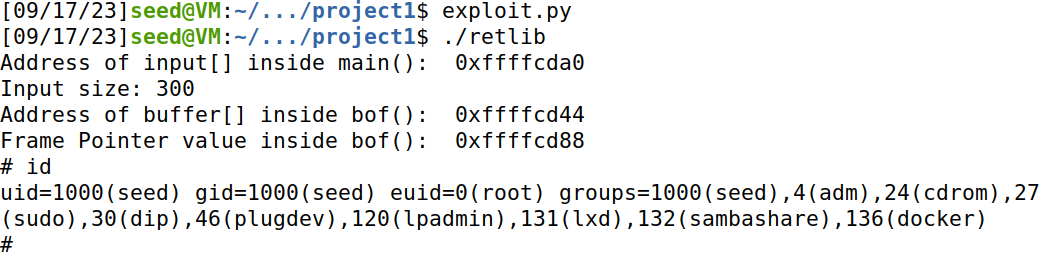 [09/17/23]seed@VM:~/.../project1$ exploit.py
[09/17/23]seed@VM:~/.../project1$ ./retlib
Address of input[] inside main():  0xffffcda0
Input size: 300
Address of buffer[] inside bof():  0xffffcd44
Frame Pointer value inside bof():  0xffffcd88
# id
uid=1000(seed) gid=1000(seed) euid=0(root) groups=1000(seed),4(adm),24(cdrom),27
(sudo),30(dip),46(plugdev),120(lpadmin),131(lxd),132(sambashare),136(docker)
#